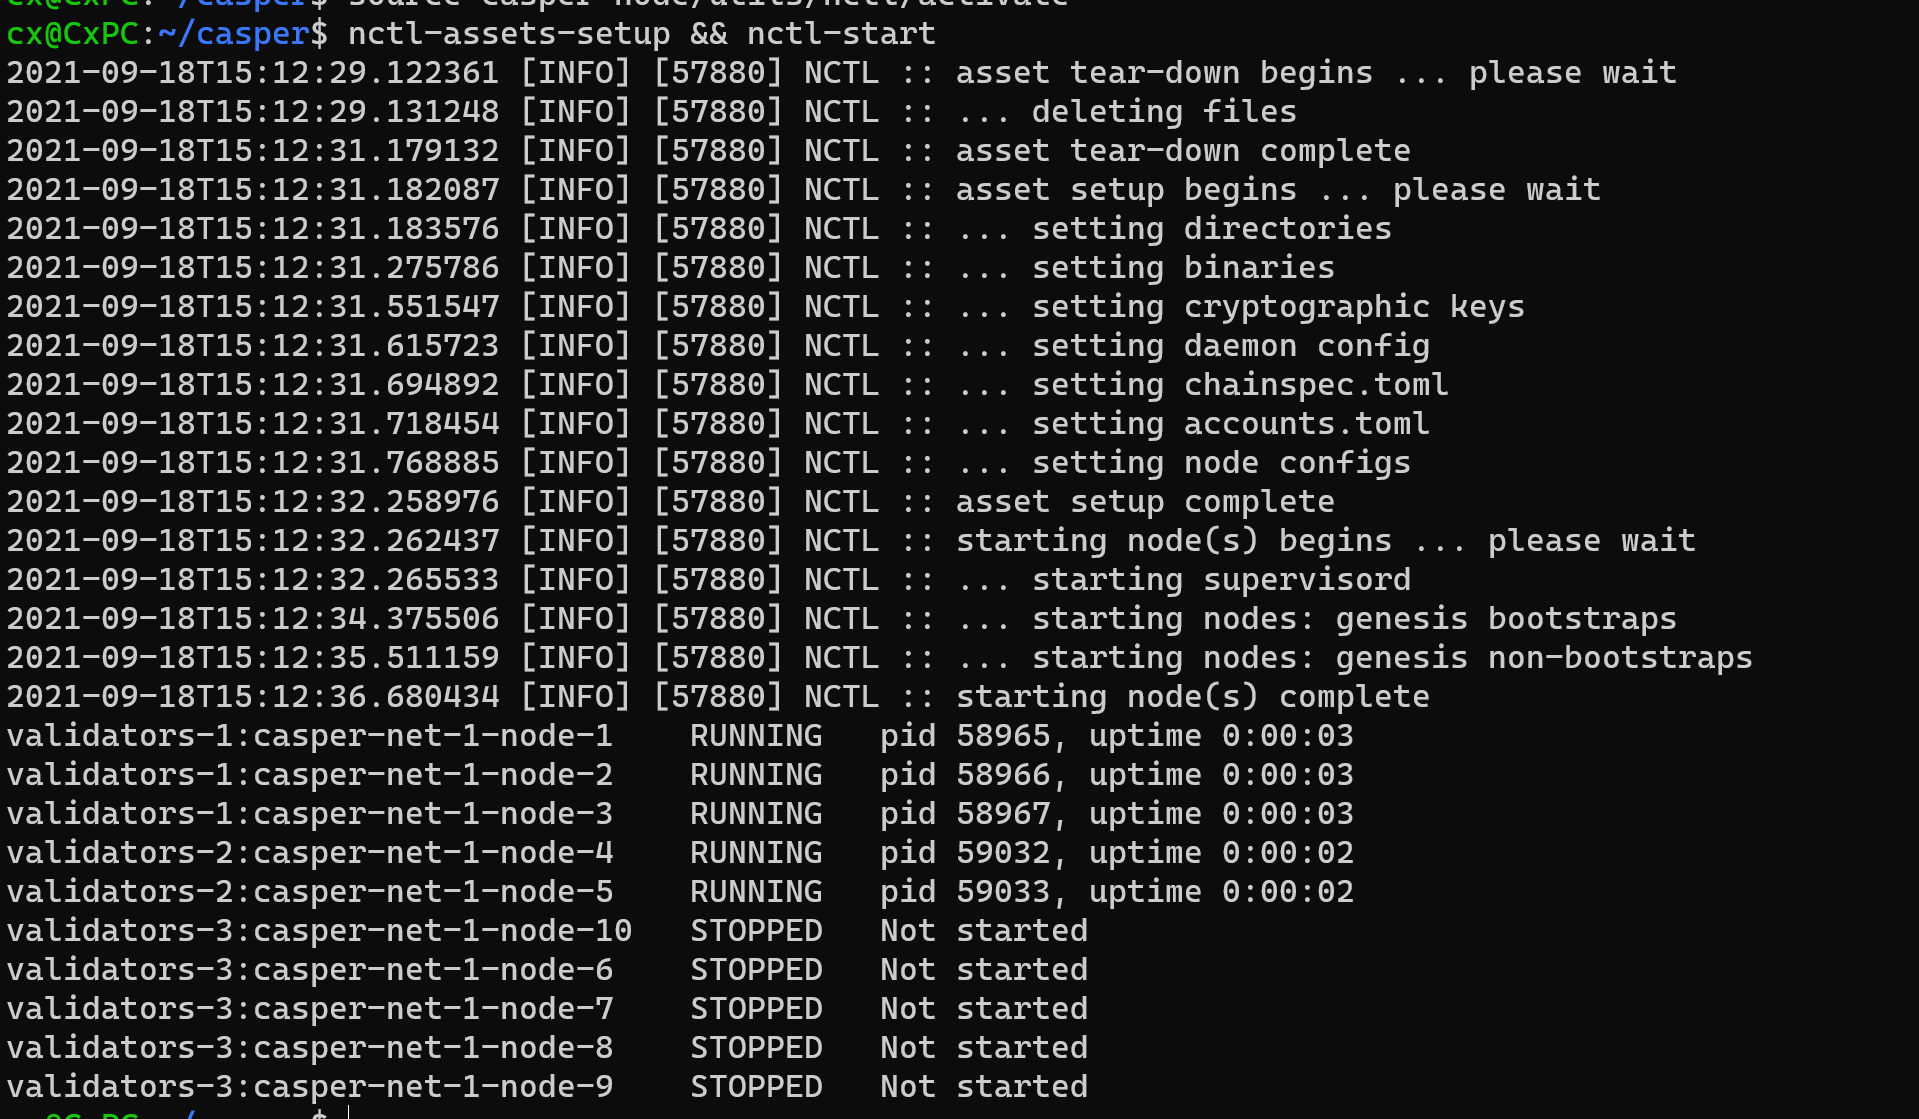 cx@CxPC:~/casper$ source casper-node/utils/nctl/activate
cx@CxPC:~/casper$ nctl-assets-setup && nctl-start
2021-09-18T15:12:29.122361 [INFO] [57880] NCTL :: asset tear-down begins ... please wait
2021-09-18T15:12:29.131248 [INFO] [57880] NCTL :: ... deleting files
2021-09-18T15:12:31.179132 [INFO] [57880] NCTL :: asset tear-down complete
2021-09-18T15:12:31.182087 [INFO] [57880] NCTL :: asset setup begins ... please wait
2021-09-18T15:12:31.183576 [INFO] [57880] NCTL :: ... setting directories
2021-09-18T15:12:31.275786 [INFO] [57880] NCTL :: ... setting binaries
2021-09-18T15:12:31.551547 [INFO] [57880] NCTL :: ... setting cryptographic keys
2021-09-18T15:12:31.615723 [INFO] [57880] NCTL :: ... setting daemon config
2021-09-18T15:12:31.694892 [INFO] [57880] NCTL :: ... setting chainspec.toml
2021-09-18T15:12:31.718454 [INFO] [57880] NCTL :: ... setting accounts.toml
2021-09-18T15:12:31.768885 [INFO] [57880] NCTL :: ... setting node configs
2021-09-18T15:12:32.258976 [INFO] [57880] NCTL :: asset setup complete
2021-09-18T15:12:32.262437 [INFO] [57880] NCTL :: starting node(s) begins ... please wait
2021-09-18T15:12:32.265533 [INFO] [57880] NCTL :: ... starting supervisord
2021-09-18T15:12:34.375506 [INFO] [57880] NCTL :: ... starting nodes: genesis bootstraps
2021-09-18T15:12:35.511159 [INFO] [57880] NCTL :: ... starting nodes: genesis non-bootstraps
2021-09-18T15:12:36.680434 [INFO] [57880] NCTL :: starting node(s) complete
validators-1:casper-net-1-node-1    RUNNING   pid 58965, uptime 0:00:03
validators-1:casper-net-1-node-2    RUNNING   pid 58966, uptime 0:00:03
validators-1:casper-net-1-node-3    RUNNING   pid 58967, uptime 0:00:03
validators-2:casper-net-1-node-4    RUNNING   pid 59032, uptime 0:00:02
validators-2:casper-net-1-node-5    RUNNING   pid 59033, uptime 0:00:02
validators-3:casper-net-1-node-10   STOPPED   Not started
validators-3:casper-net-1-node-6    STOPPED   Not started
validators-3:casper-net-1-node-7    STOPPED   Not started
validators-3:casper-net-1-node-8    STOPPED   Not started
validators-3:casper-net-1-node-9    STOPPED   Not started
cx@CxPC:~/casper$